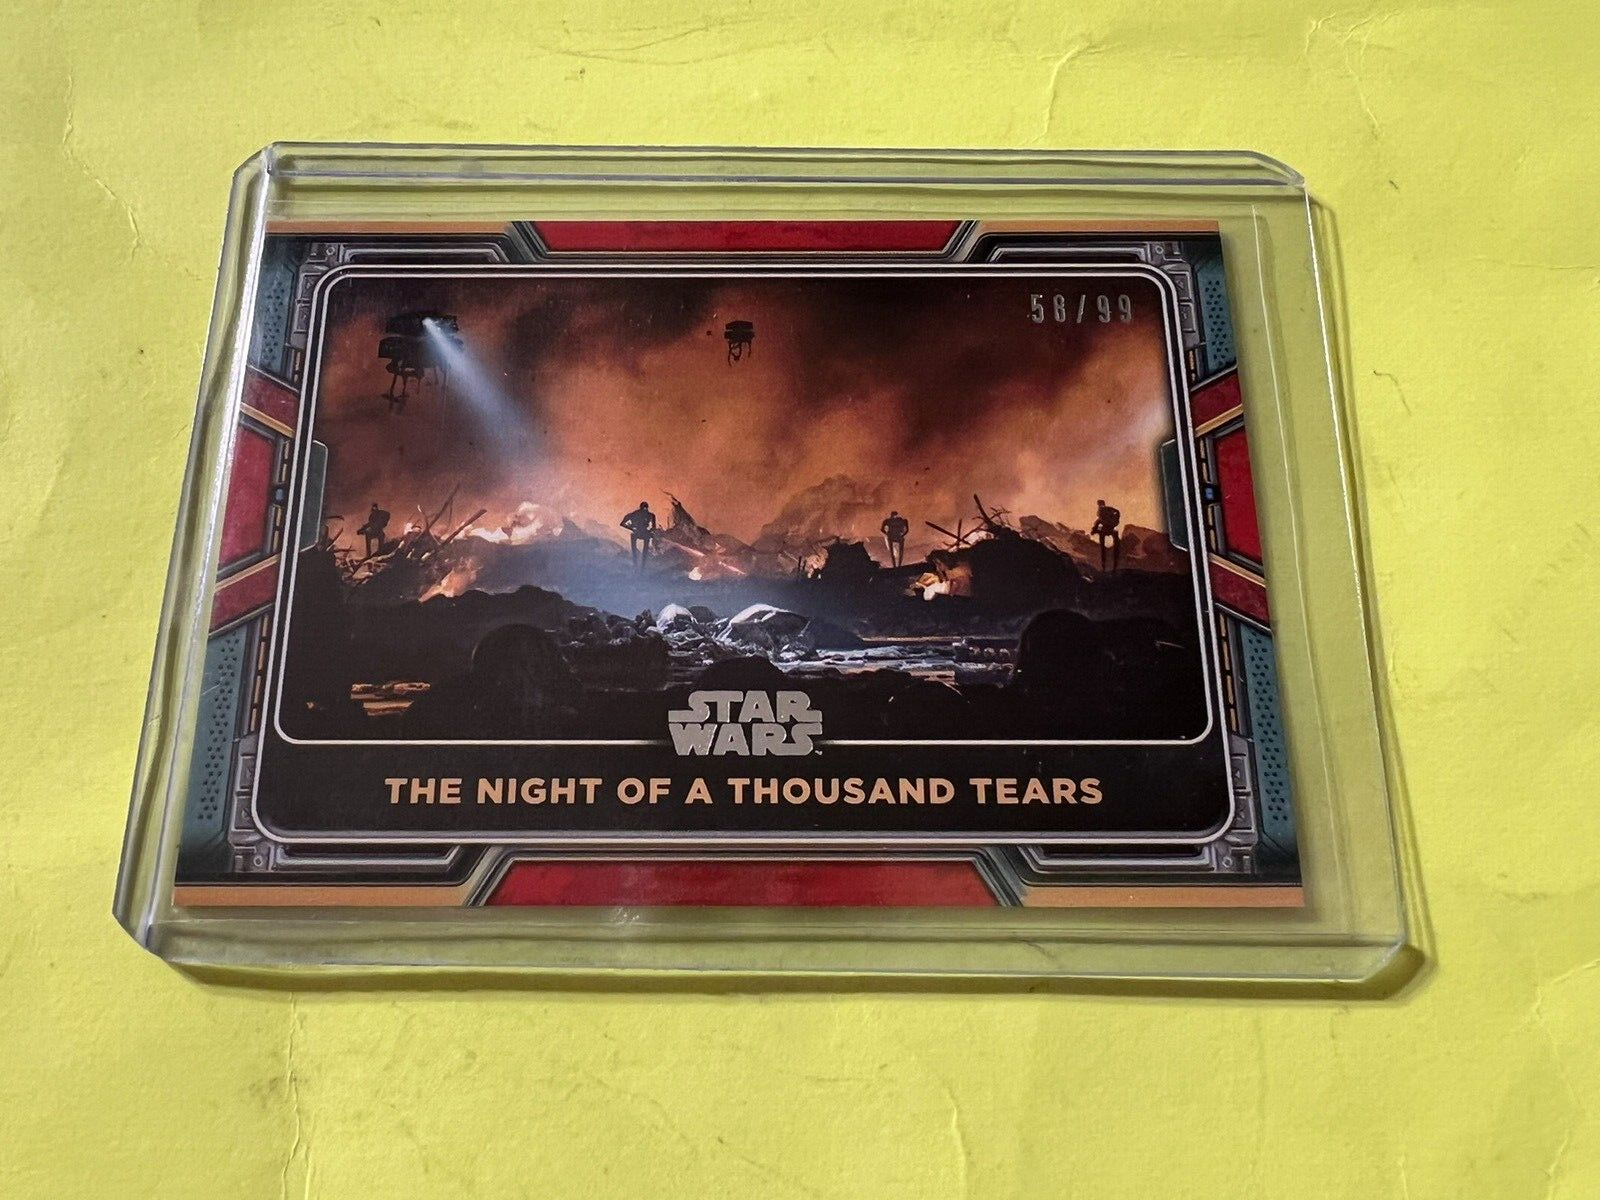 58/99
STAR
WARS
THE NIGHT OF A THOUSAND TEARS